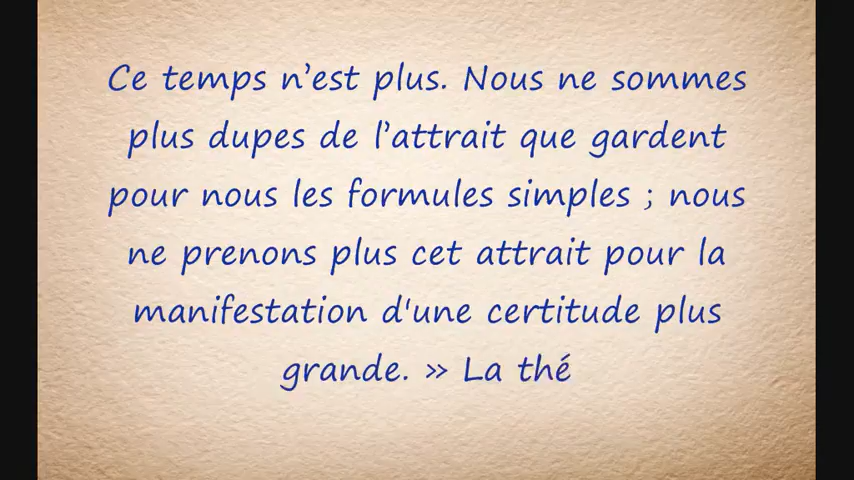 Ce temps n’est plus. Nous ne sommes
plus dupes de l’attrait que gardent
pour nous les formules simples ; nous
ne prenons plus cet attrait pour la
manifestation d'une certitude plus
grande. » La thé